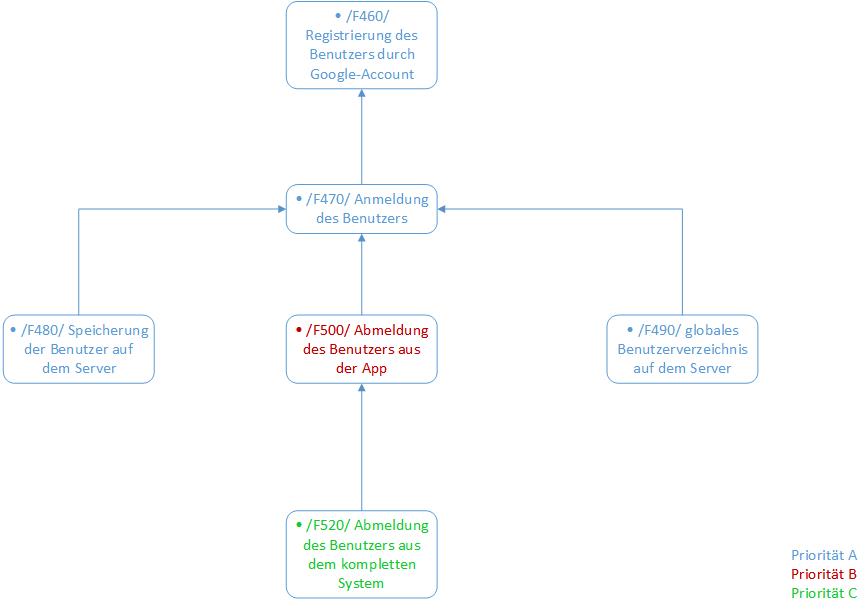 • /F460/
Registrierung des
Benutzers durch
Google-Account
• /F470/ Anmeldung
des Benutzers
• /F480/ Speicherung
der Benutzer auf
dem Server
• /F500/ Abmeldung
des Benutzers aus
der App
• /F490/ globales
Benutzerverzeichnis
auf dem Server
• /F520/ Abmeldung
des Benutzers aus
dem kompletten
System
Priorität A
Priorität B
Priorität C